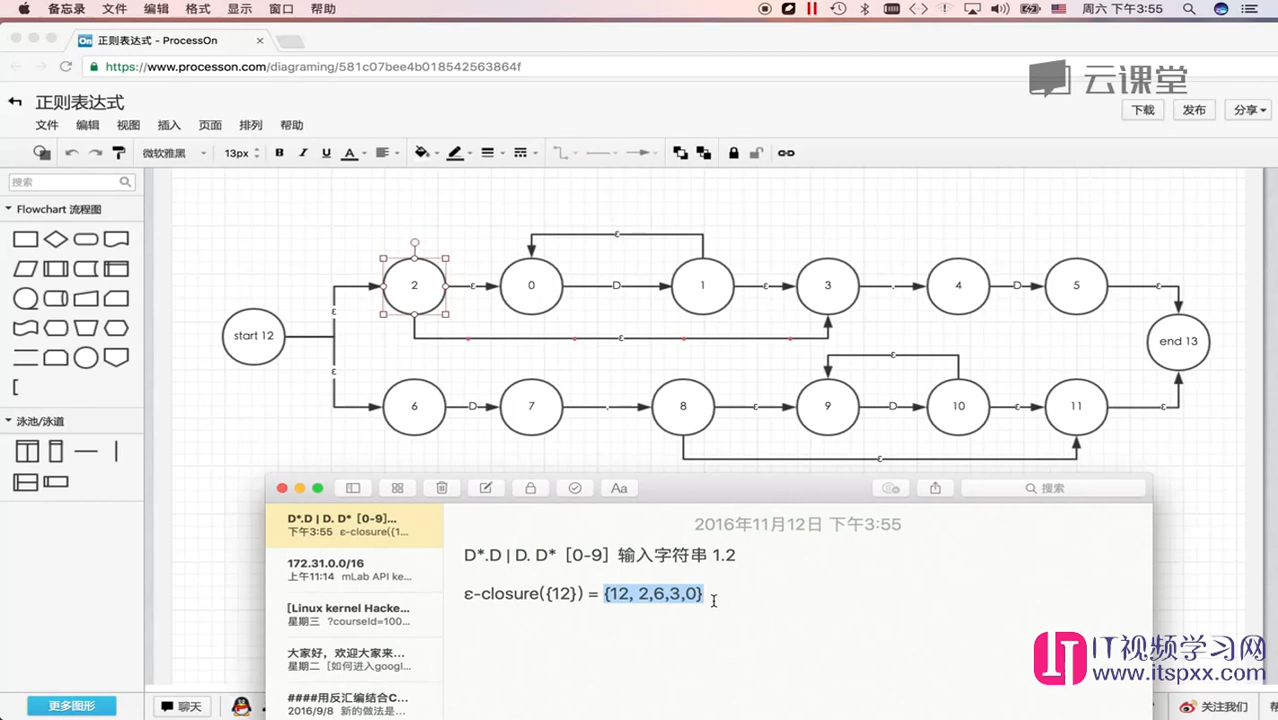 备忘录 文件 编辑 格式 显示 窗口 帮助
周六 下午3:55
On 正则表达式 - ProcessOn
https://www.processon.com/diagraming/581c07bee4b018542563864f
云课堂
正则表达式
下载 发布 分享
文件 编辑 视图 插入 页面 排列 帮助
微软雅黑 13px B I U A
搜索
Flowchart 流程图
泳池/泳道
更多图形
聊天
关注我们
ε
2 ε 0 D 1 ε 3 . 4 D 5 ε
ε
start 12
ε
end 13
ε
ε
6 D 7 . 8 ε 9 D 10 ε 11 ε
ε
Aa
搜索
D*.D | D. D* [0-9]...
下午3:55 ε-closure({1...
172.31.0.0/16
上午11:14 mLab API ke...
[Linux kernel Hacke...
星期三 ?courseId=100...
大家好，欢迎大家来...
星期二 [如何进入googl...
####用反汇编结合C...
2016/9/8 新的做法是...
2016年11月12日 下午3:55
D*.D | D. D* [0-9] 输入字符串 1.2
ε-closure({12}) = {12, 2,6,3,0}
IT视频学习网
www.itspxx.com